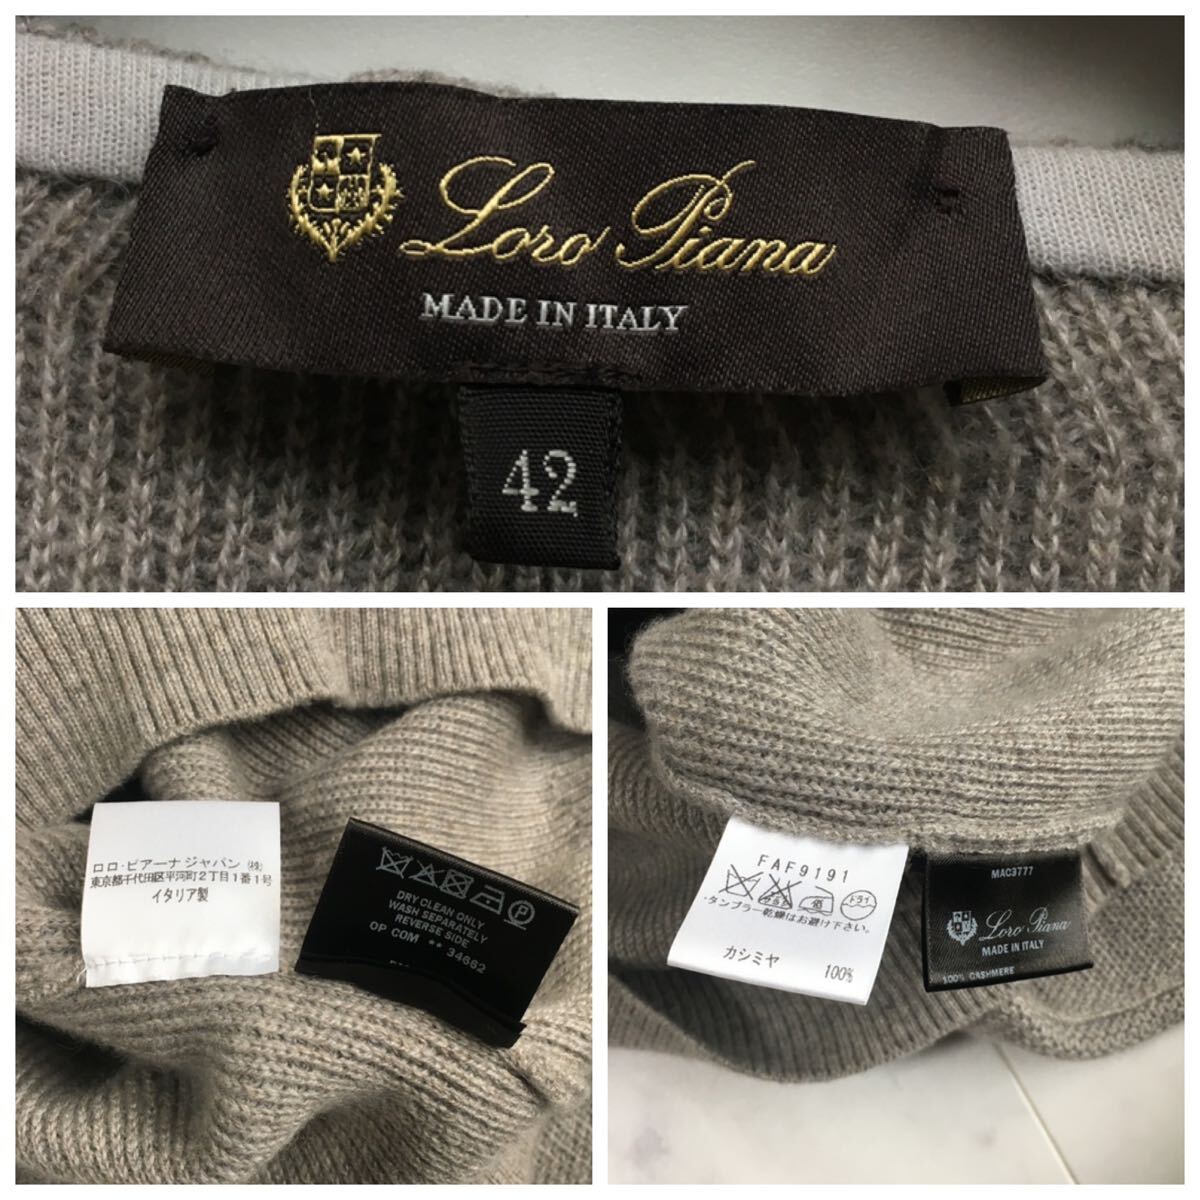 Loro Piana
MADE IN ITALY
42
ロロ・ピアーナ ジャパン ㈱
東京都千代田区平河町2丁目1番1号
イタリア製
DRY CLEAN ONLY
WASH SEPARATELY
REVERSE SIDE
OP COM ** 34662
FAF9191
ドライ
・タンブラー乾燥はお避け下さい。
カシミヤ 100%
MAC3777
Loro Piana
MADE IN ITALY
100% CASHMERE